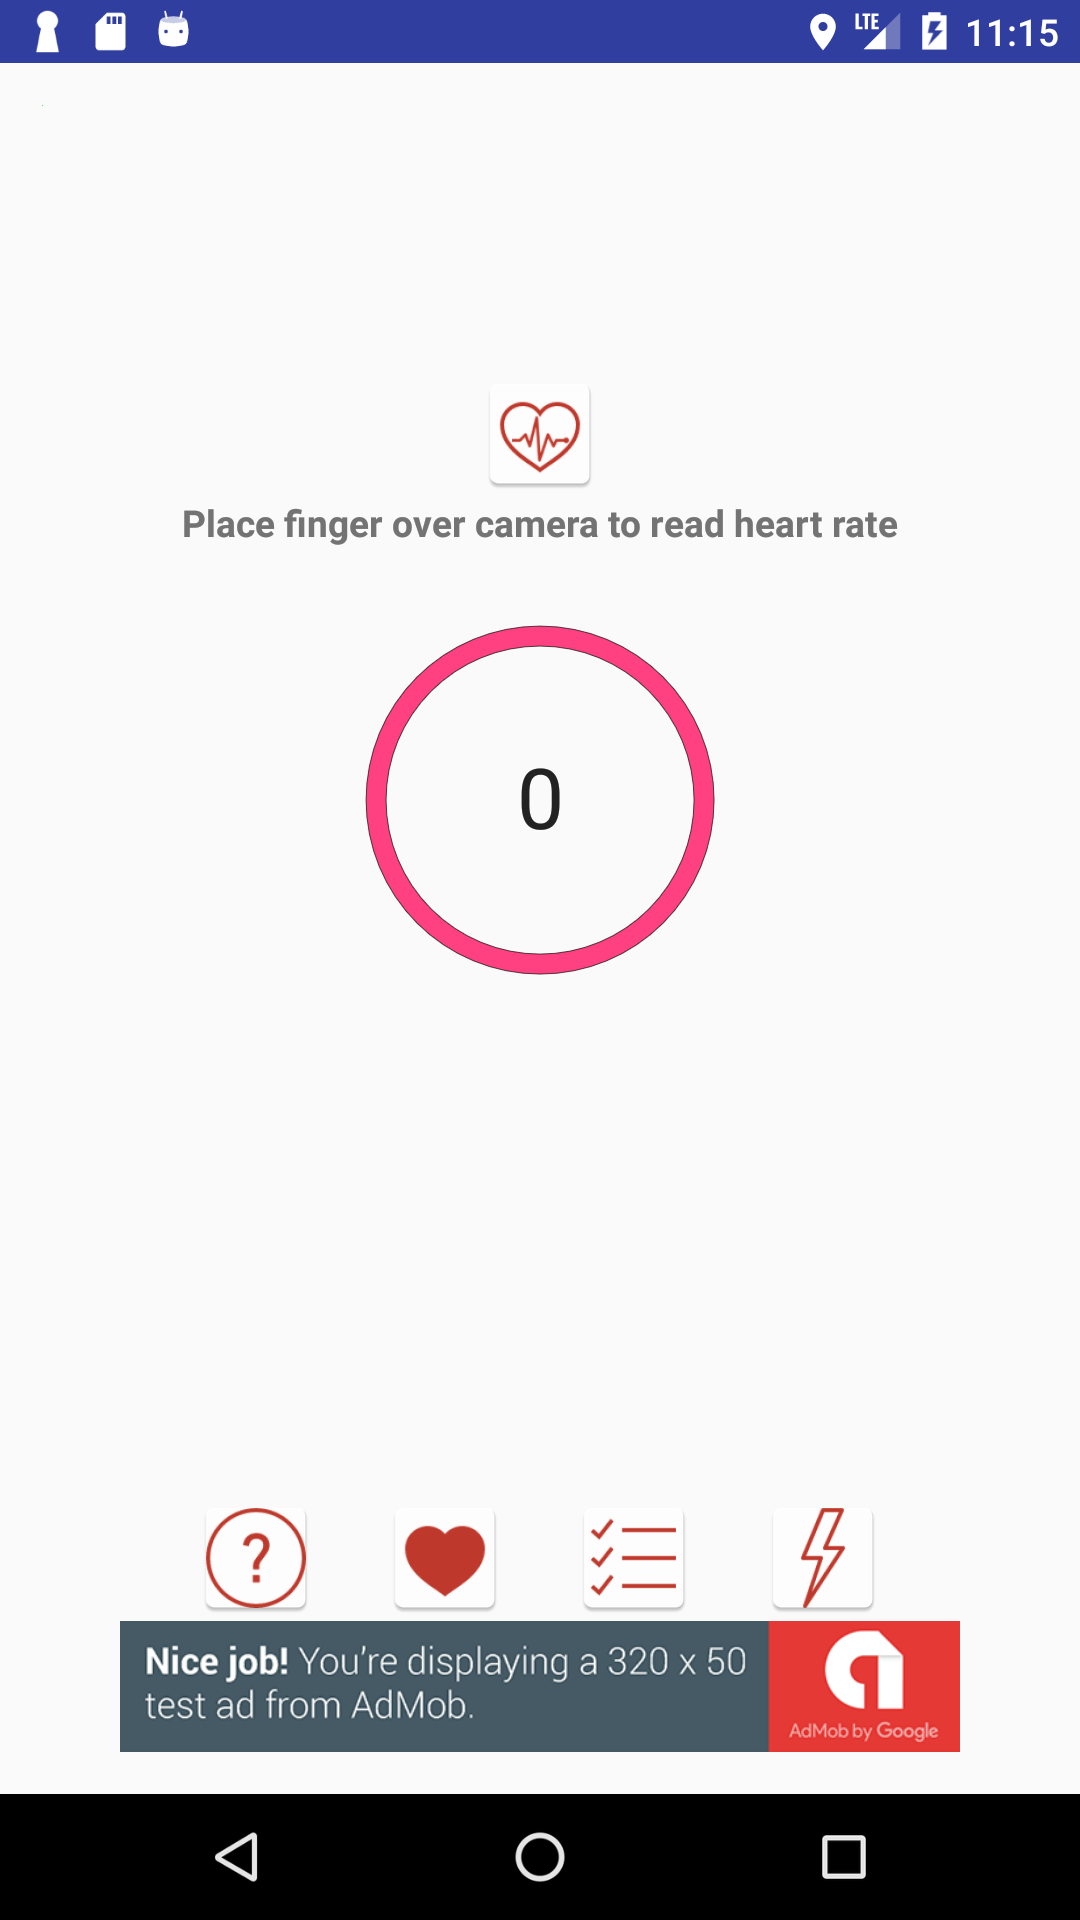 LTE 11:15
Place finger over camera to read heart rate
0
?
Nice job! You're displaying a 320 x 50
test ad from AdMob.
AdMob by Google